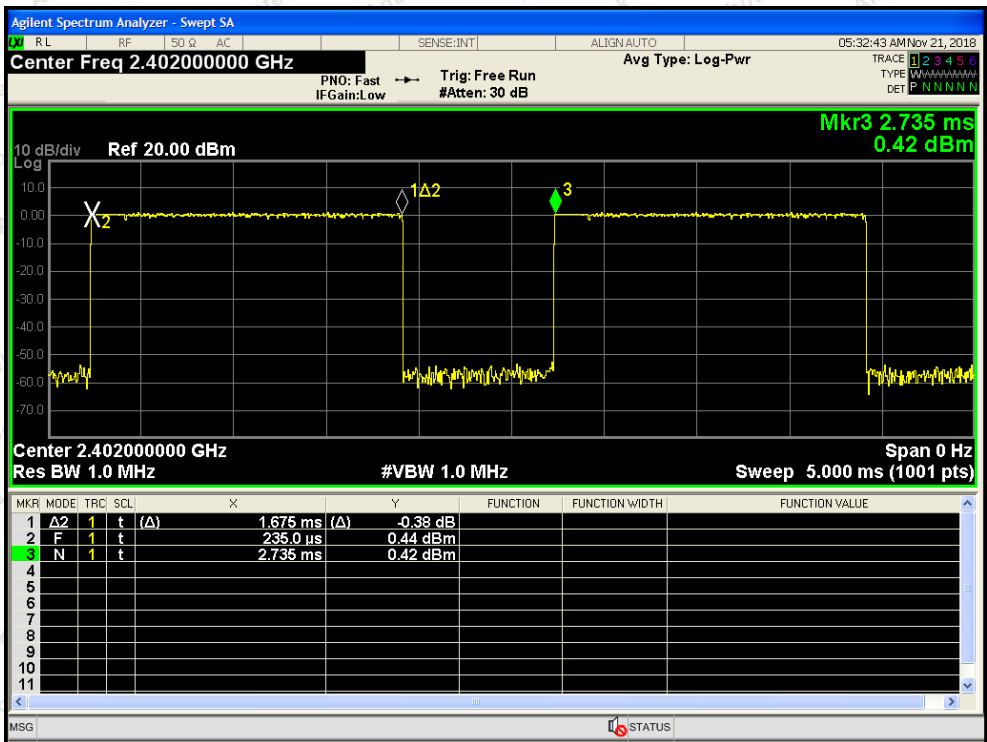 Agilent Spectrum Analyzer - Swept SA
LXI RL RF 50 Ω AC SENSE:INT ALIGN AUTO 05:32:43 AM Nov 21, 2018
Center Freq 2.402000000 GHz
PNO: Fast
IFGain:Low
Trig: Free Run
#Atten: 30 dB
Avg Type: Log-Pwr
TRACE 1 2 3 4 5 6
TYPE W
DET P N N N N N
Mkr3 2.735 ms
0.42 dBm
10 dB/div Ref 20.00 dBm
Log
10.0
0.00
-10.0
-20.0
-30.0
-40.0
-50.0
-60.0
-70.0
X2
1Δ2
3
Center 2.402000000 GHz Span 0 Hz
Res BW 1.0 MHz #VBW 1.0 MHz Sweep 5.000 ms (1001 pts)
MKR MODE TRC SCL X Y FUNCTION FUNCTION WIDTH FUNCTION VALUE
1 Δ2 1 t (Δ) 1.675 ms (Δ) -0.38 dB
2 F 1 t 235.0 µs 0.44 dBm
3 N 1 t 2.735 ms 0.42 dBm
4
5
6
7
8
9
10
11
MSG STATUS